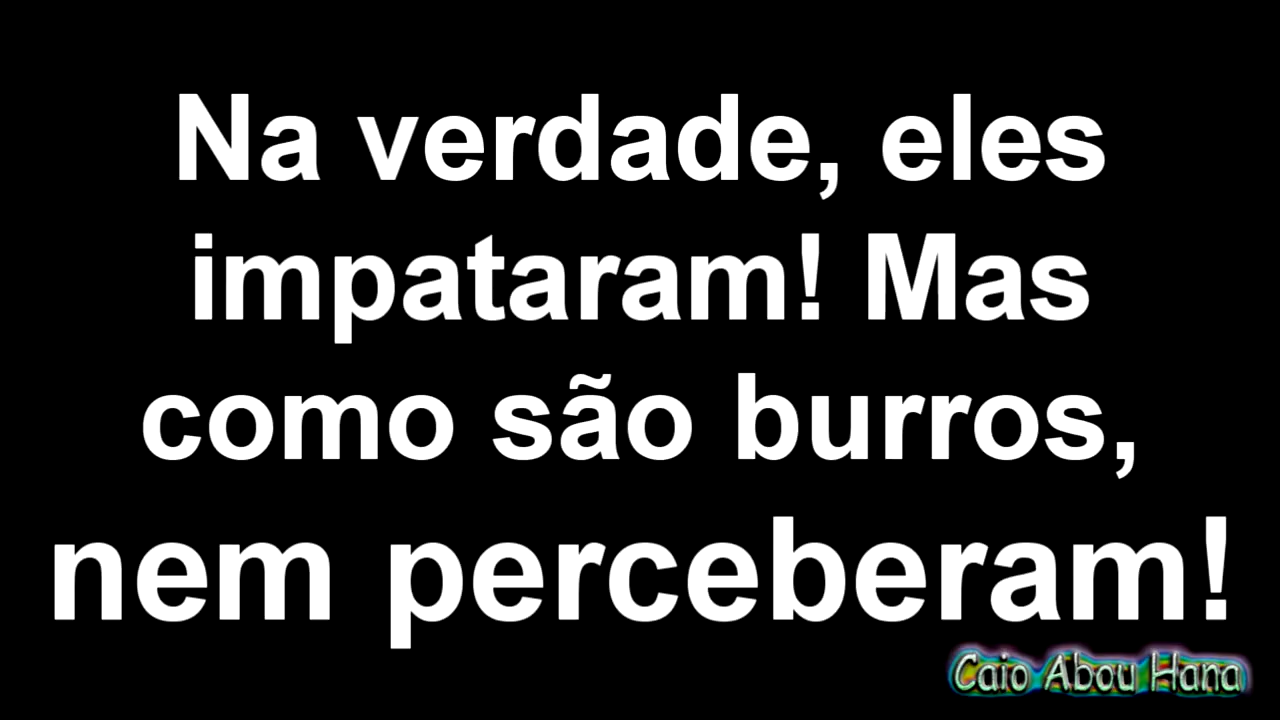 Na verdade, eles
impataram! Mas
como são burros,
nem perceberam!
Caio Abou Hana